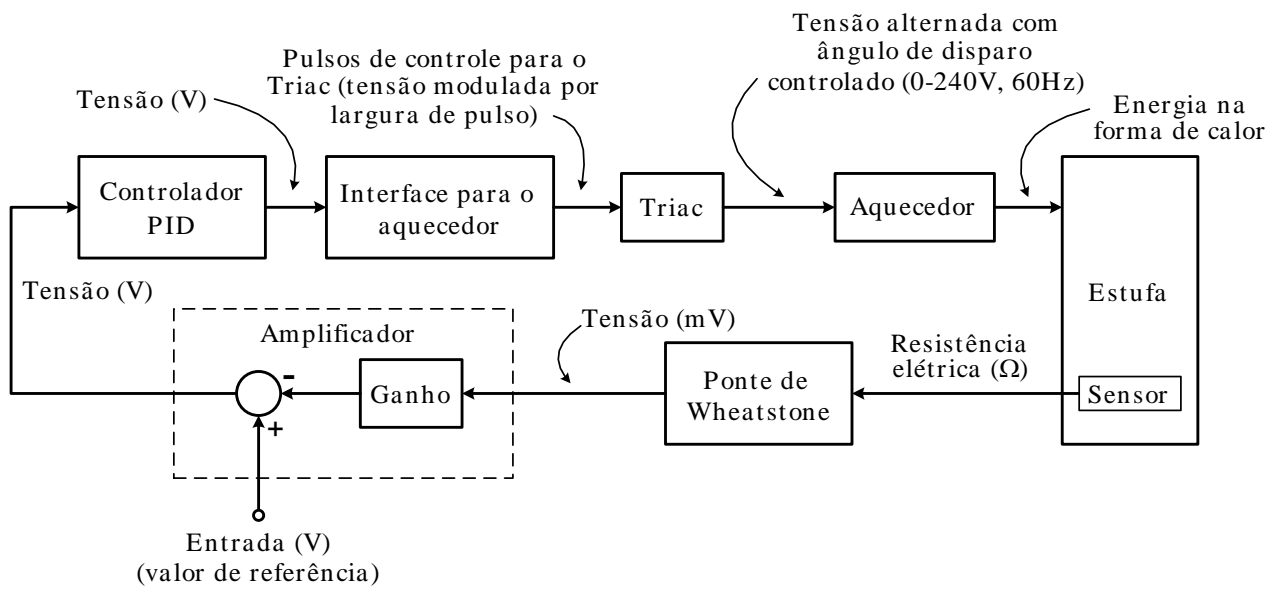 Tensão alternada com
ângulo de disparo
controlado (0-240V, 60Hz)
Pulsos de controle para o
Triac (tensão modulada por
largura de pulso)
Tensão (V)
Energia na
forma de calor
Controlador
PID
Interface para o
aquecedor
Triac
Aquecedor
Estufa
Tensão (V)
Amplificador
Tensão (mV)
Resistência
elétrica (Ω)
-
Ganho
Ponte de
Wheatstone
Sensor
+
Entrada (V)
(valor de referência)